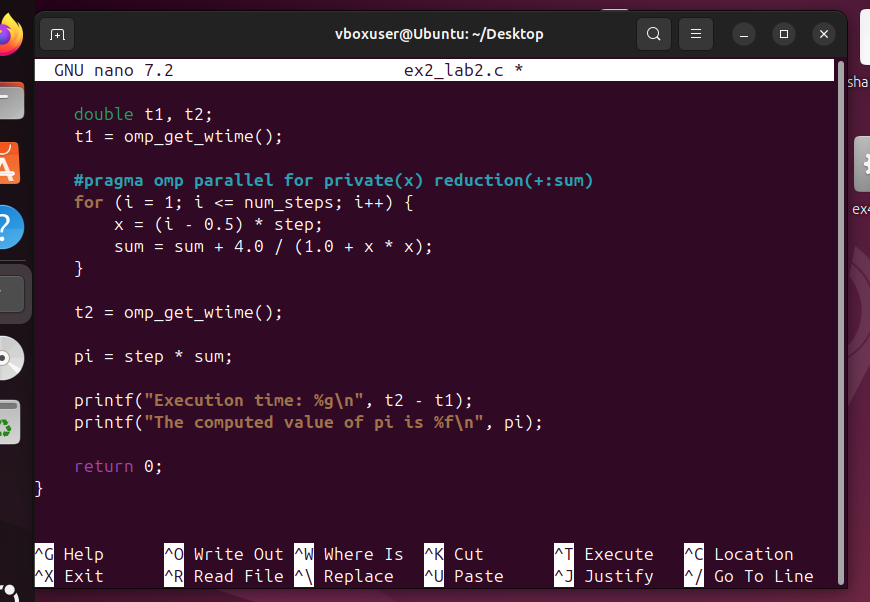 vboxuser@Ubuntu: ~/Desktop
GNU nano 7.2 ex2_lab2.c *
double t1, t2;
t1 = omp_get_wtime();
#pragma omp parallel for private(x) reduction(+:sum)
for (i = 1; i <= num_steps; i++) {
x = (i - 0.5) * step;
sum = sum + 4.0 / (1.0 + x * x);
}
t2 = omp_get_wtime();
pi = step * sum;
printf("Execution time: %g\n", t2 - t1);
printf("The computed value of pi is %f\n", pi);
return 0;
}
^G Help ^O Write Out ^W Where Is ^K Cut ^T Execute ^C Location
^X Exit ^R Read File ^\ Replace ^U Paste ^J Justify ^/ Go To Line
sha
ex4